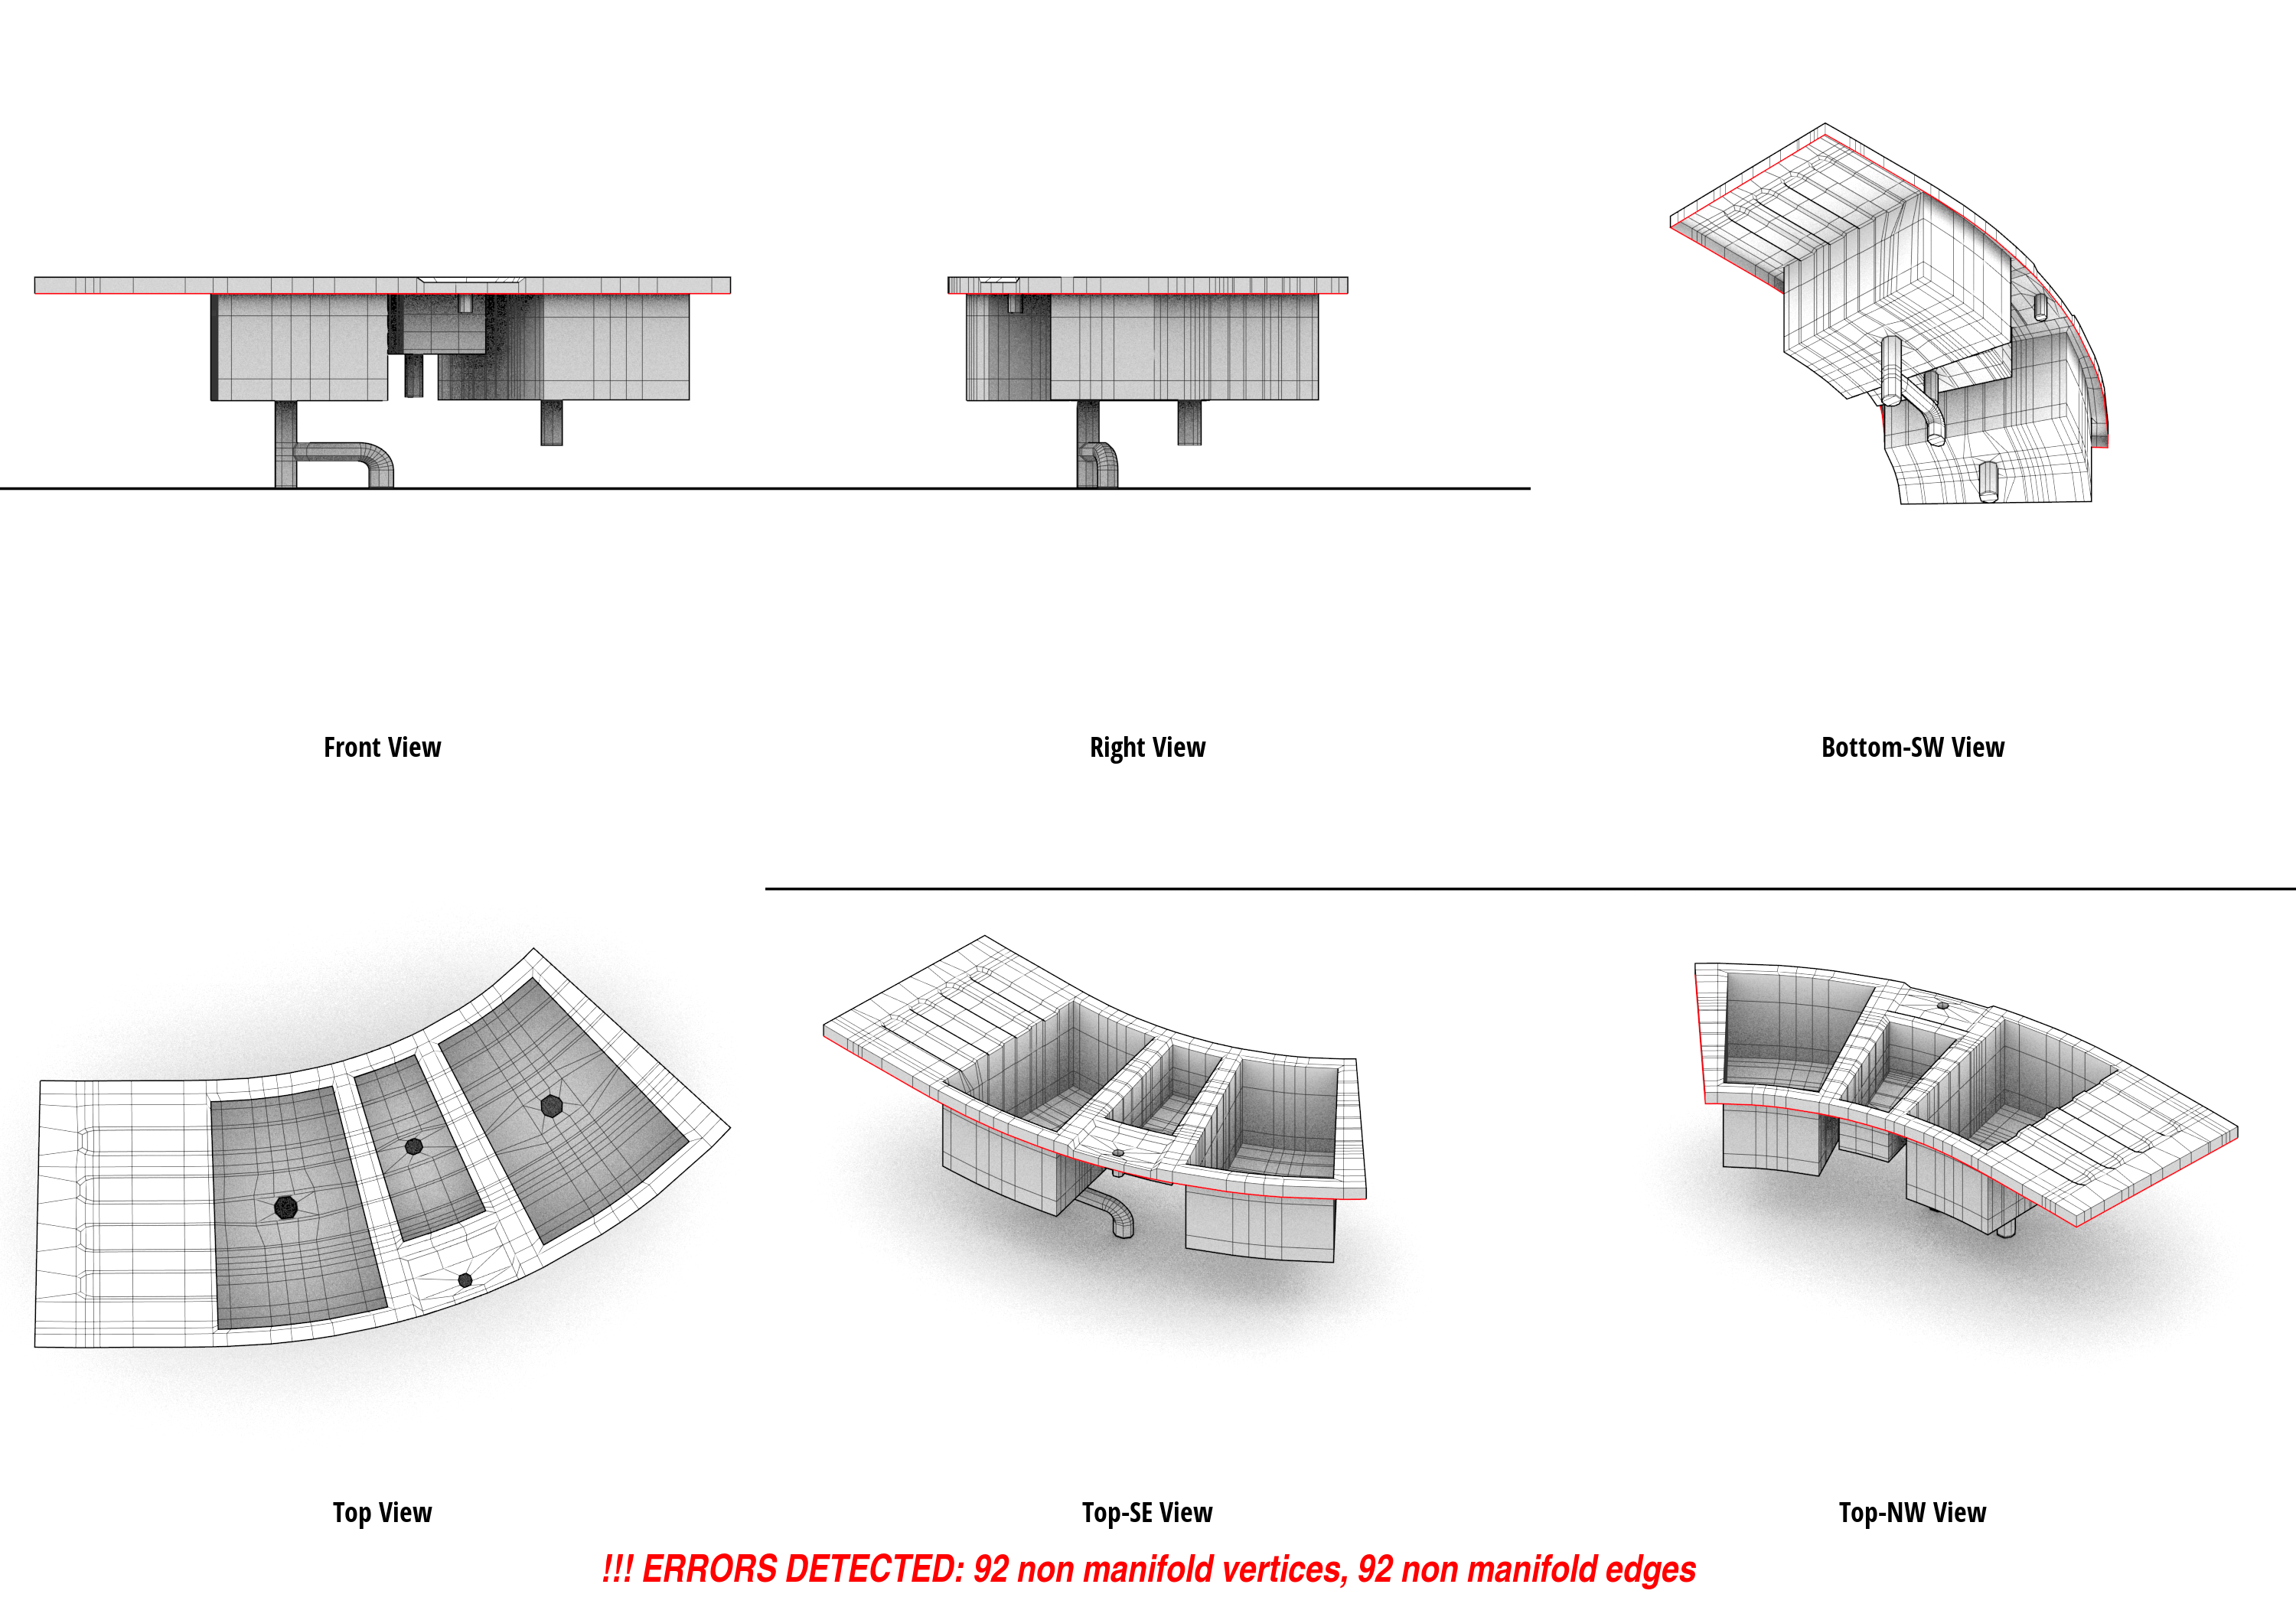 Front View
Right View
Bottom-SW View
Top View
Top-SE View
Top-NW View
!!! ERRORS DETECTED: 92 non manifold vertices, 92 non manifold edges